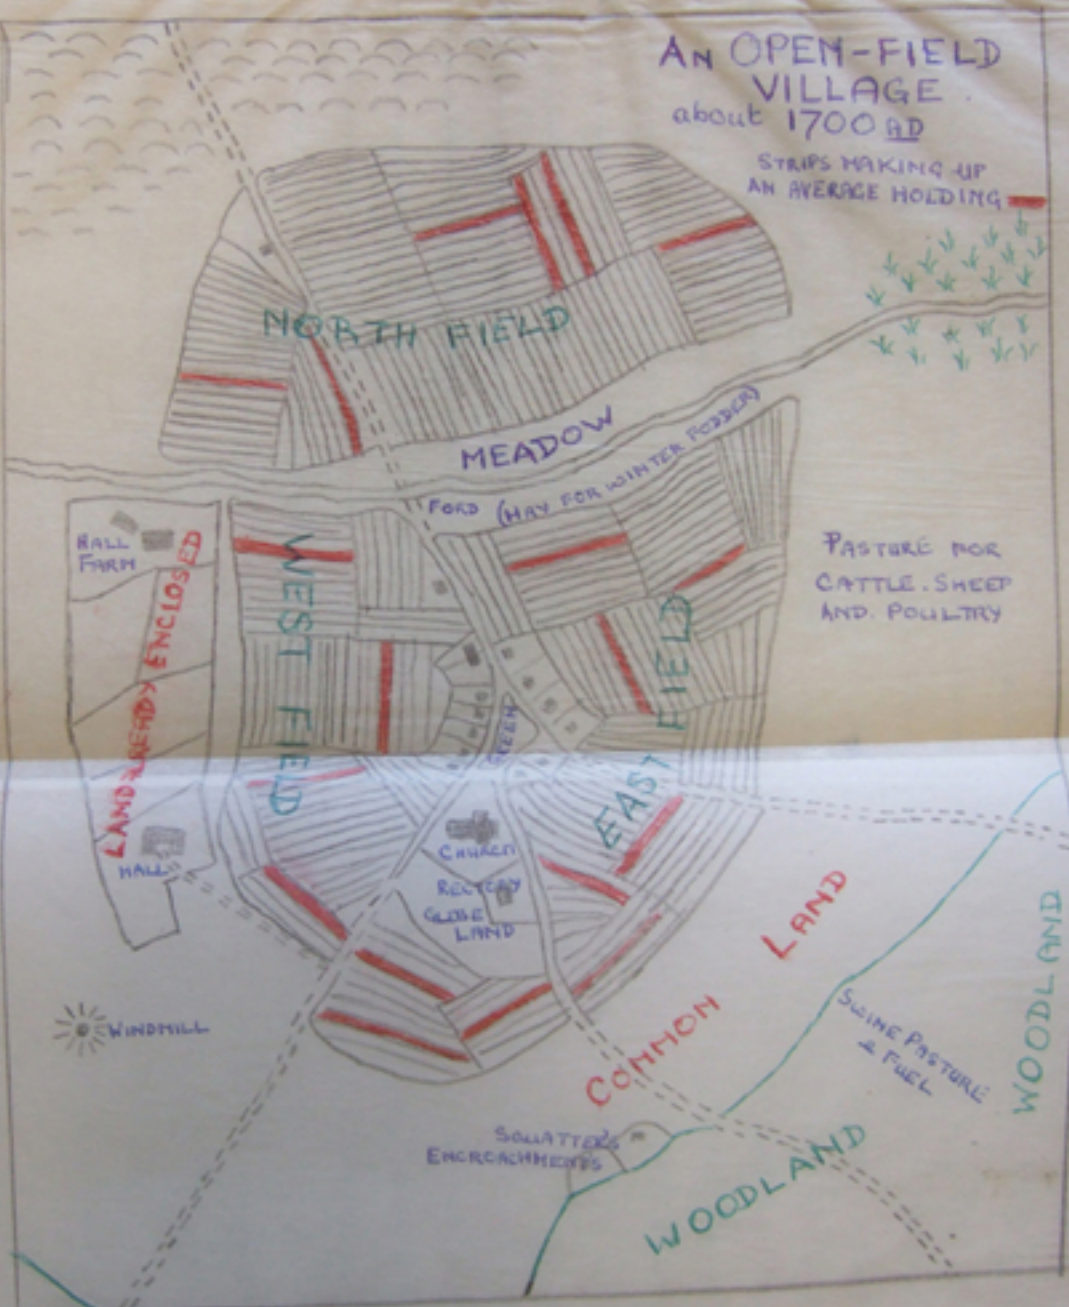 AN OPEN-FIELD
VILLAGE
about 1700 AD
STRIPS MAKING UP
AN AVERAGE HOLDING
NORTH FIELD
MEADOW
FORD (HAY FOR WINTER FODDER)
HALL
FARM
LAND ALREADY ENCLOSED
WEST FIELD
EAST FIELD
GREEN
PASTURE FOR
CATTLE. SHEEP
AND. POULTRY
HALL
CHURCH
RECTORY
GLEBE
LAND
WINDMILL
COMMON LAND
SWINE PASTURE
& FUEL
WOODLAND
SQUATTER'S
ENCROACHMENTS
WOODLAND